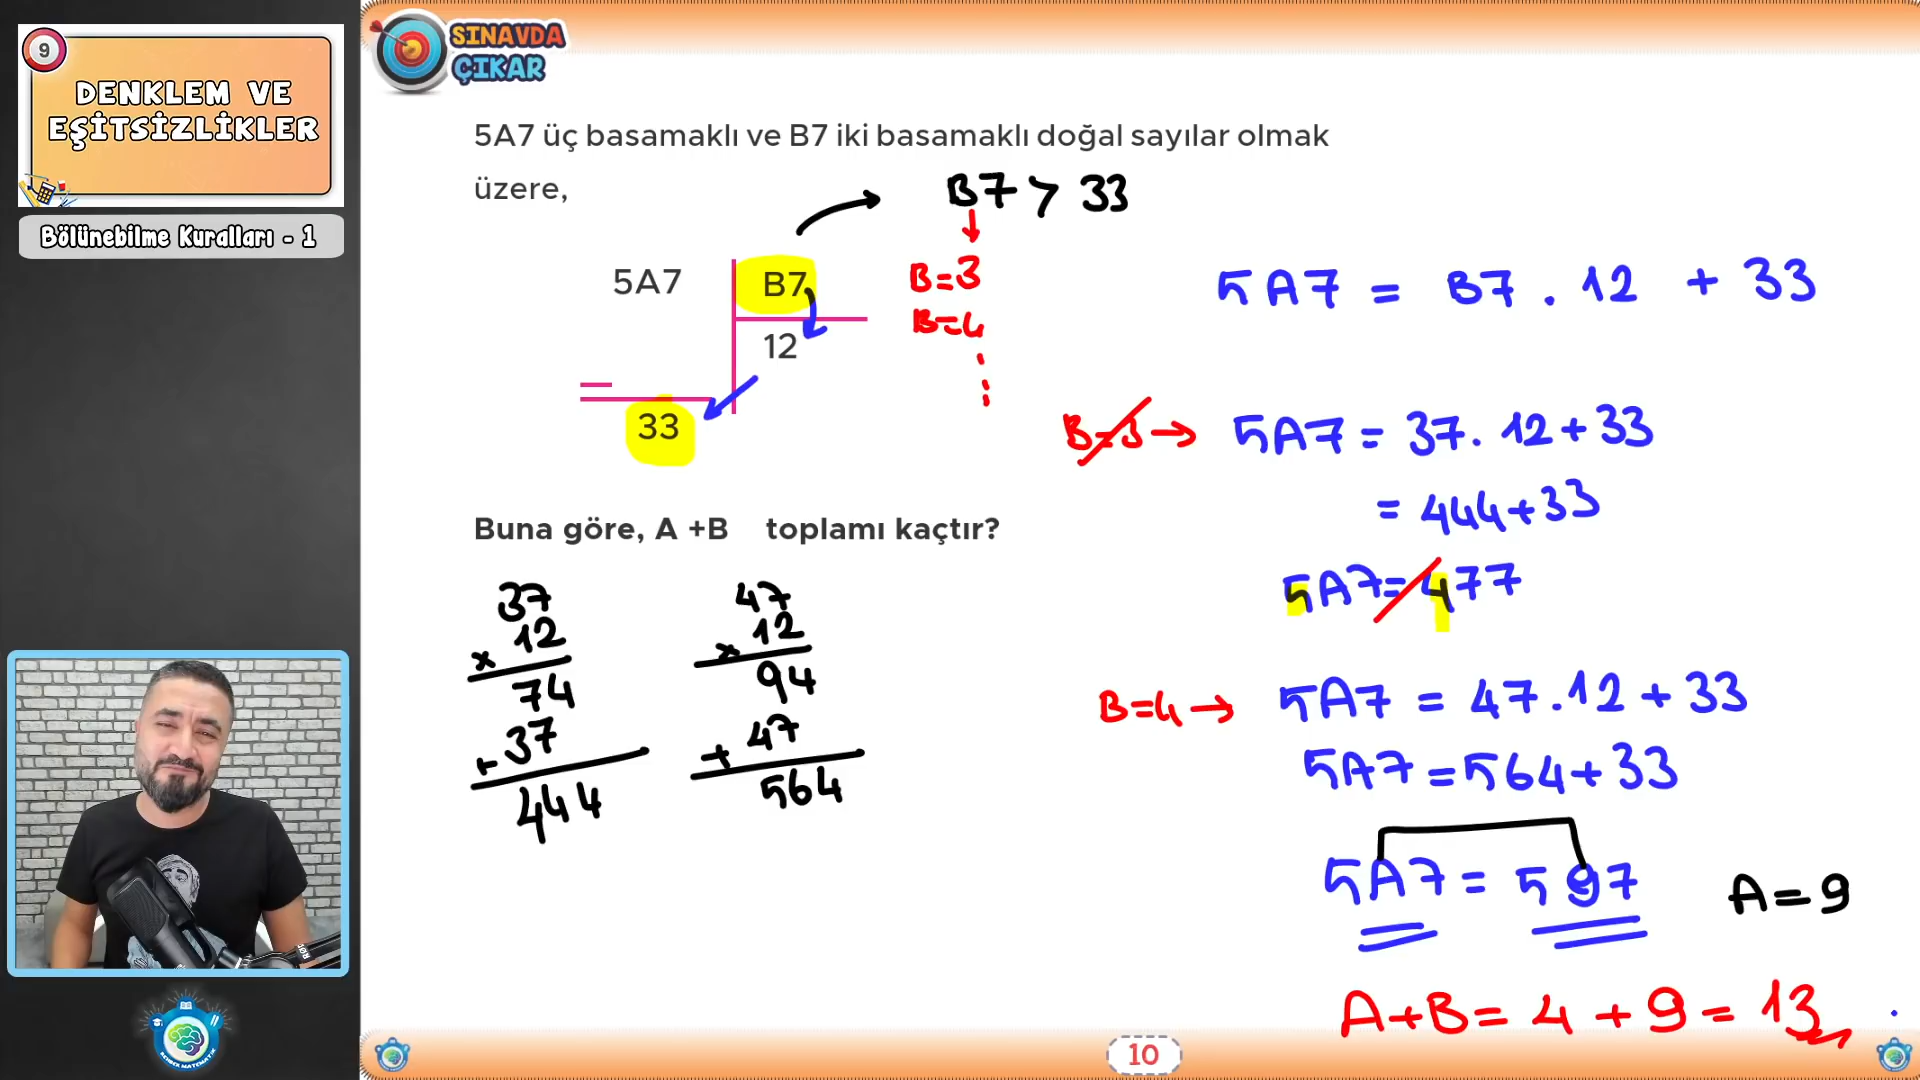 9
DENKLEM VE
EŞİTSİZLİKLER
Bölünebilme Kuralları - 1
SINAVDA
ÇIKAR
5A7 üç basamaklı ve B7 iki basamaklı doğal sayılar olmak
üzere,
B7 > 33
5A7
B7
12
33
B=3
B=4
5A7 = B7 . 12 + 33
B=3 → 5A7 = 37. 12+33
= 444+33
5A7= 477
Buna göre, A +B toplamı kaçtır?
37
x 12
74
+ 37
444
47
x 12
94
+ 47
564
B=4 → 5A7 = 47.12+33
5A7 =564+33
5A7 = 597
A=9
A+B= 4 + 9 = 13
10